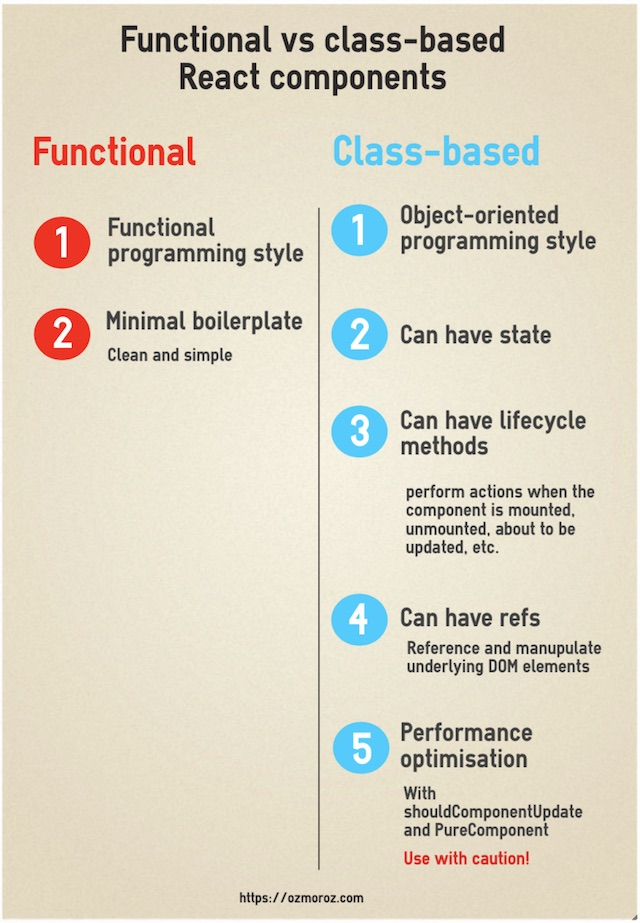 Functional vs class-based
React components
Functional
1
Functional
programming style
2
Minimal boilerplate
Clean and simple
Class-based
1
Object-oriented
programming style
2
Can have state
3
Can have lifecycle
methods
perform actions when the
component is mounted,
unmounted, about to be
updated, etc.
4
Can have refs
Reference and manupulate
underlying DOM elements
5
Performance
optimisation
With
shouldComponentUpdate
and PureComponent
Use with caution!
https://ozmoroz.com